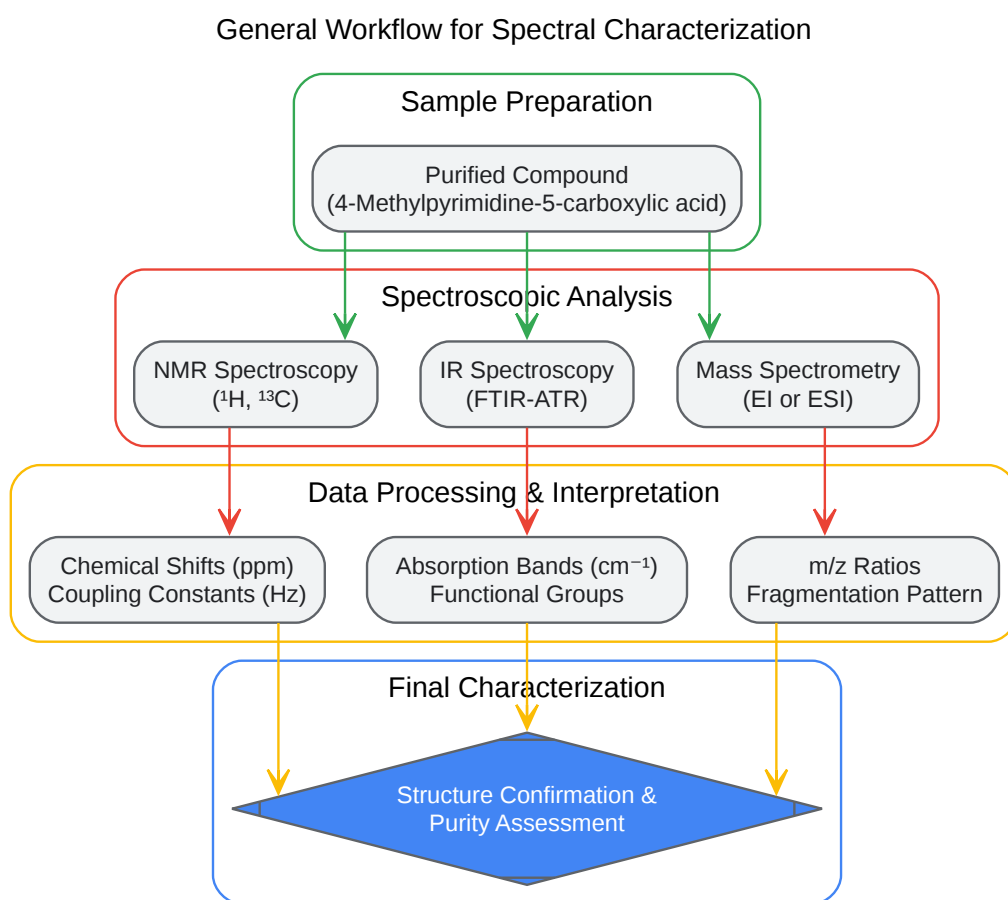 General Workflow for Spectral Characterization
Sample Preparation
Purified Compound
(4-Methylpyrimidine-5-carboxylic acid)
Spectroscopic Analysis
NMR Spectroscopy
(¹H, ¹³C)
IR Spectroscopy
(FTIR-ATR)
Mass Spectrometry
(EI or ESI)
Data Processing & Interpretation
Chemical Shifts (ppm)
Coupling Constants (Hz)
Absorption Bands (cm⁻¹)
Functional Groups
m/z Ratios
Fragmentation Pattern
Final Characterization
Structure Confirmation &
Purity Assessment